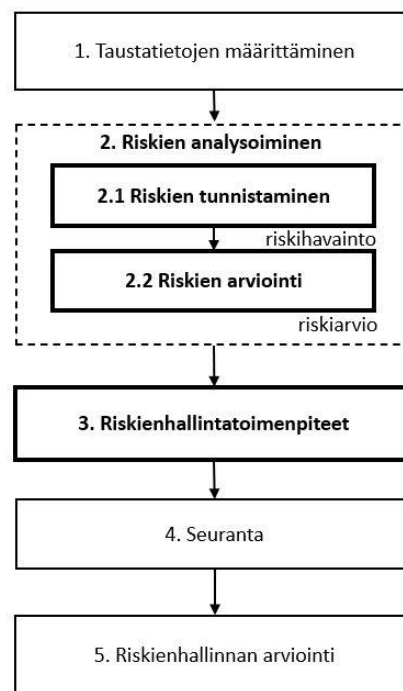 1. Taustatietojen määrittäminen
2. Riskien analysoiminen
2.1 Riskien tunnistaminen
riskihavainto
2.2 Riskien arviointi
riskiarvio
3. Riskienhallintatoimenpiteet
4. Seuranta
5. Riskienhallinnan arviointi